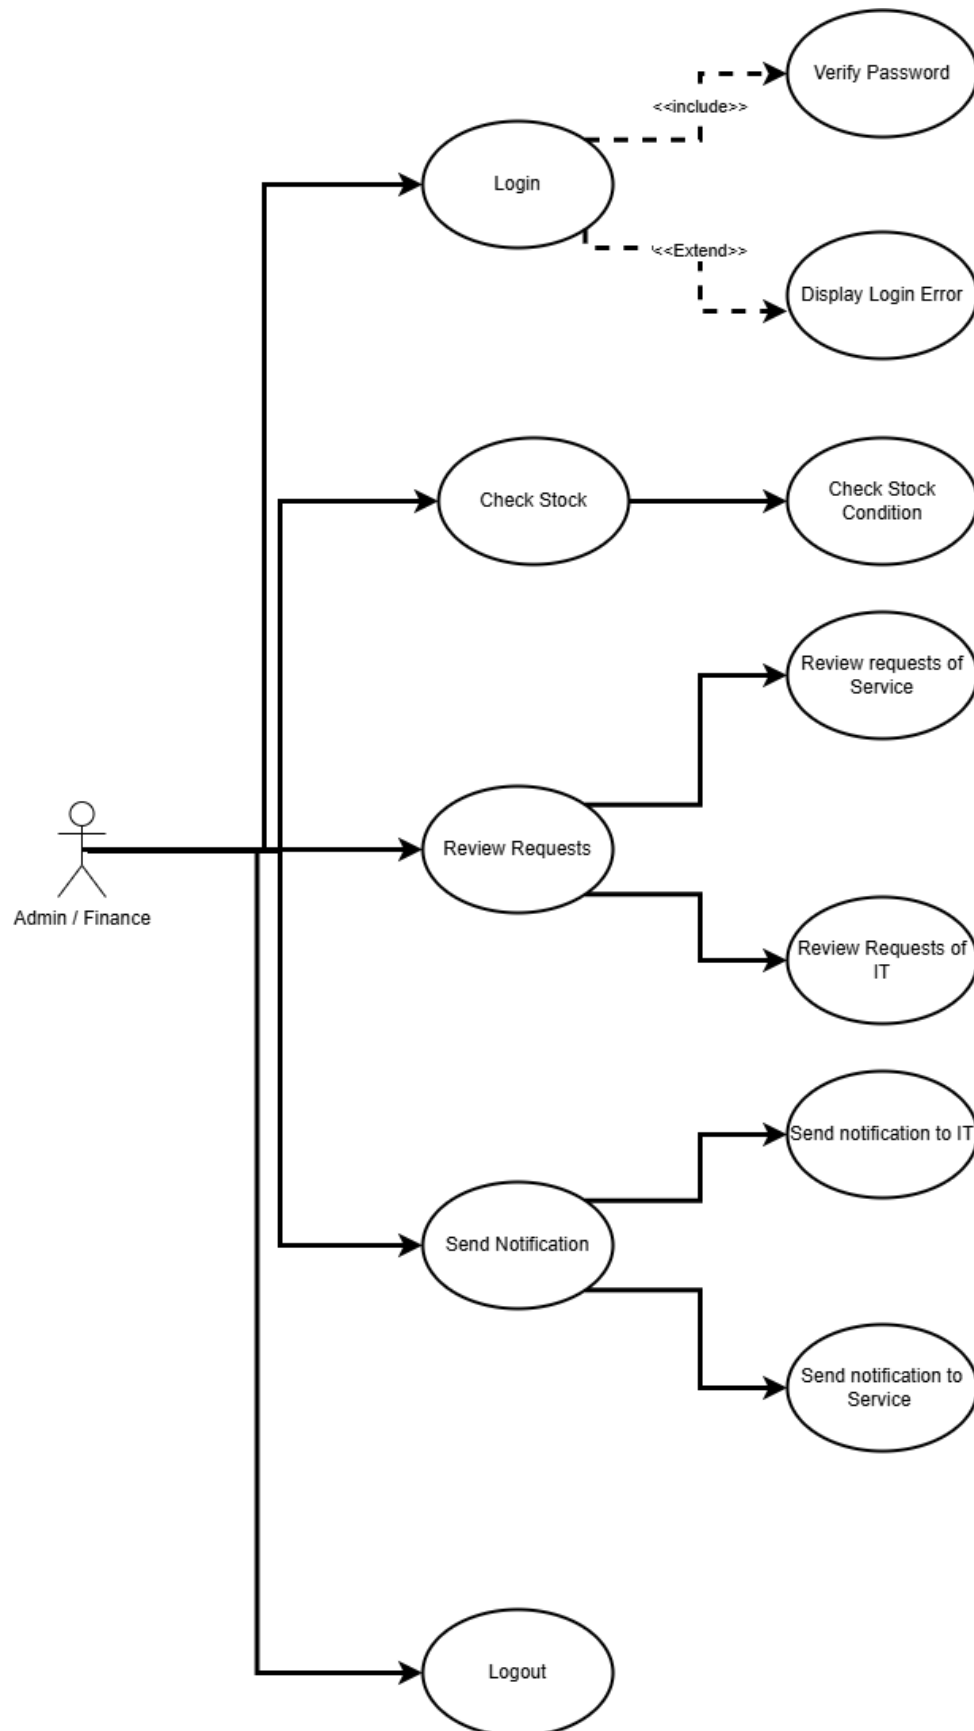 Verify Password
<<include>>
Login
<<Extend>>
Display Login Error
Check Stock
Check Stock
Condition
Review requests of
Service
Review Requests
Admin / Finance
Review Requests of
IT
Send notification to IT
Send Notification
Send notification to
Service
Logout